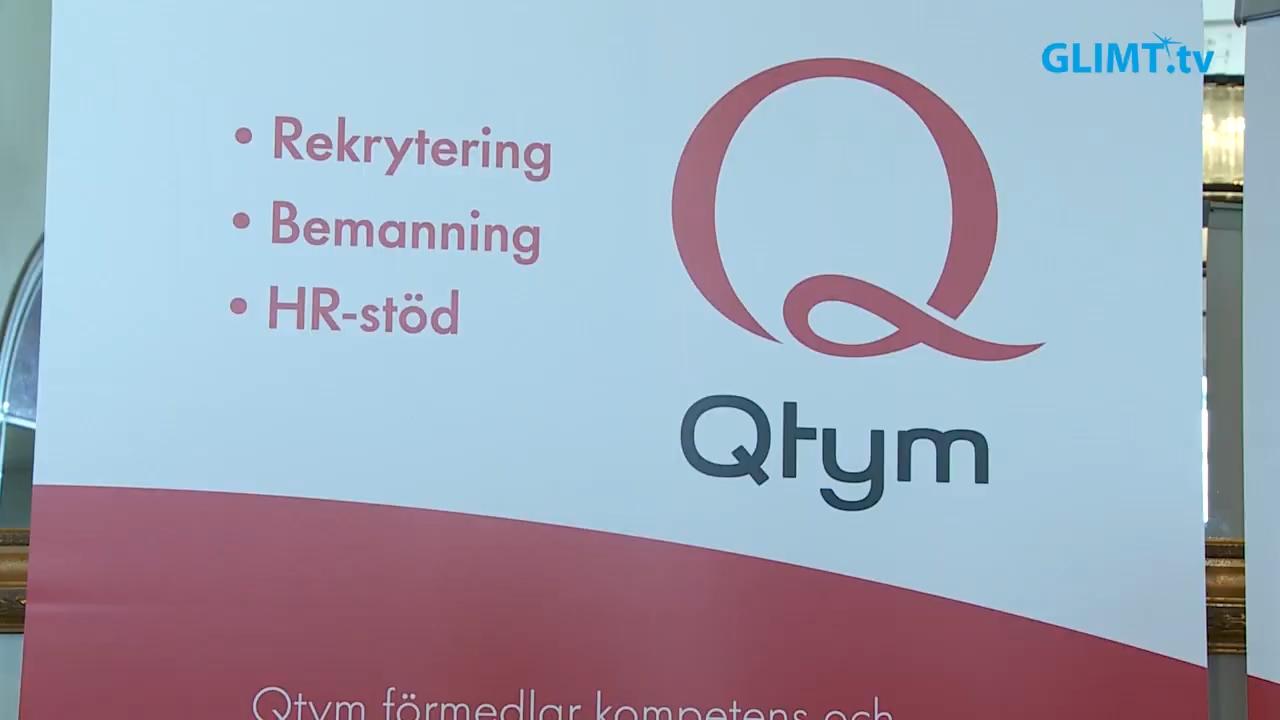 GLIMT.tv
• Rekrytering
• Bemanning
• HR-stöd
Qtym
Qtym förmedlar kompetens och